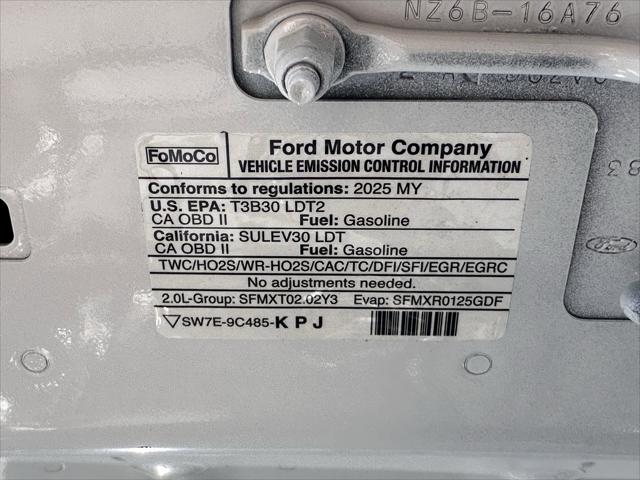 NZ6B-16A76
FoMoCo
Ford Motor Company
VEHICLE EMISSION CONTROL INFORMATION
Conforms to regulations: 2025 MY
U.S. EPA: T3B30 LDT2
CA OBD II Fuel: Gasoline
California: SULEV30 LDT
CA OBD II Fuel: Gasoline
TWC/HO2S/WR-HO2S/CAC/TC/DFI/SFI/EGR/EGRC
No adjustments needed.
2.0L-Group: SFMXT02.02Y3 Evap: SFMXR0125GDF
SW7E-9C485-K P J
Ford